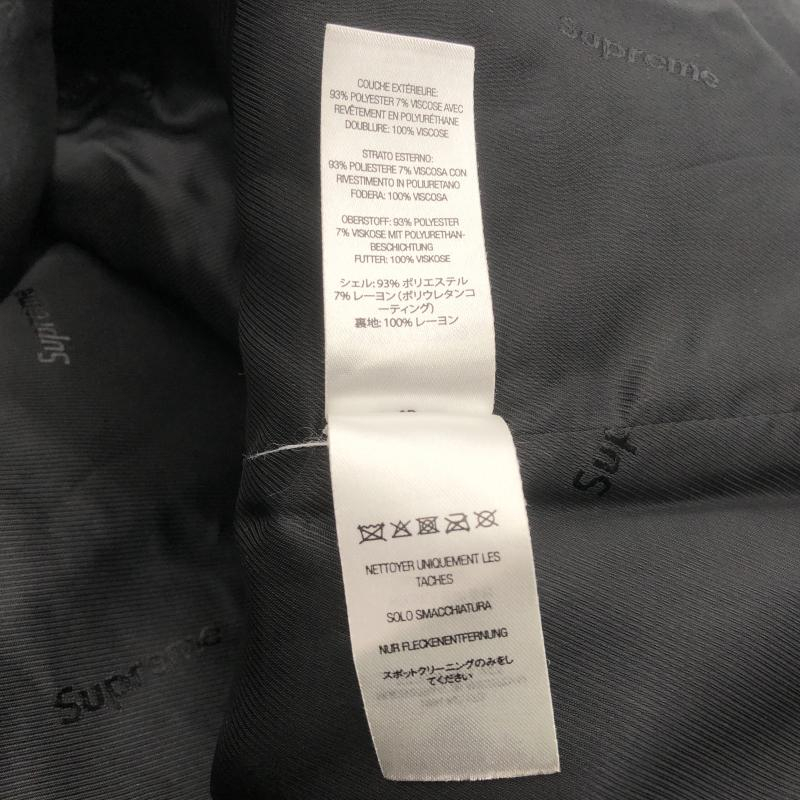 Supreme
COUCHE EXTÉRIEURE:
93% POLYESTER 7% VISCOSE AVEC
REVÊTEMENT EN POLYURÉTHANE
DOUBLURE: 100% VISCOSE
STRATO ESTERNO:
93% POLIESTERE 7% VISCOSA CON
RIVESTIMENTO IN POLIURETANO
FODERA: 100% VISCOSA
OBERSTOFF: 93% POLYESTER
7% VISKOSE MIT POLYURETHAN-
BESCHICHTUNG
FUTTER: 100% VISKOSE
シェル: 93% ポリエステル
7% レーヨン (ポリウレタンコ
ーティング)
裏地: 100% レーヨン
Supreme
NETTOYER UNIQUEMENT LES
TACHES
SOLO SMACCHIATURA
NUR FLECKENENTFERNUNG
スポットクリーニングのみをし
てください
Supreme